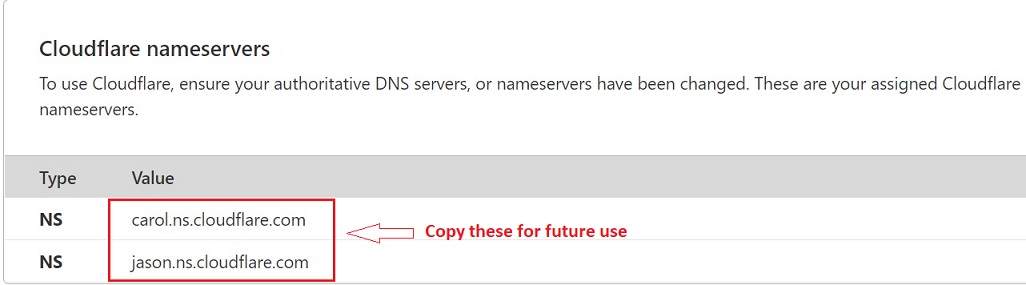 Cloudflare nameservers
To use Cloudflare, ensure your authoritative DNS servers, or nameservers have been changed. These are your assigned Cloudflare
nameservers.
Type Value
NS carol.ns.cloudflare.com
Copy these for future use
NS jason.ns.cloudflare.com